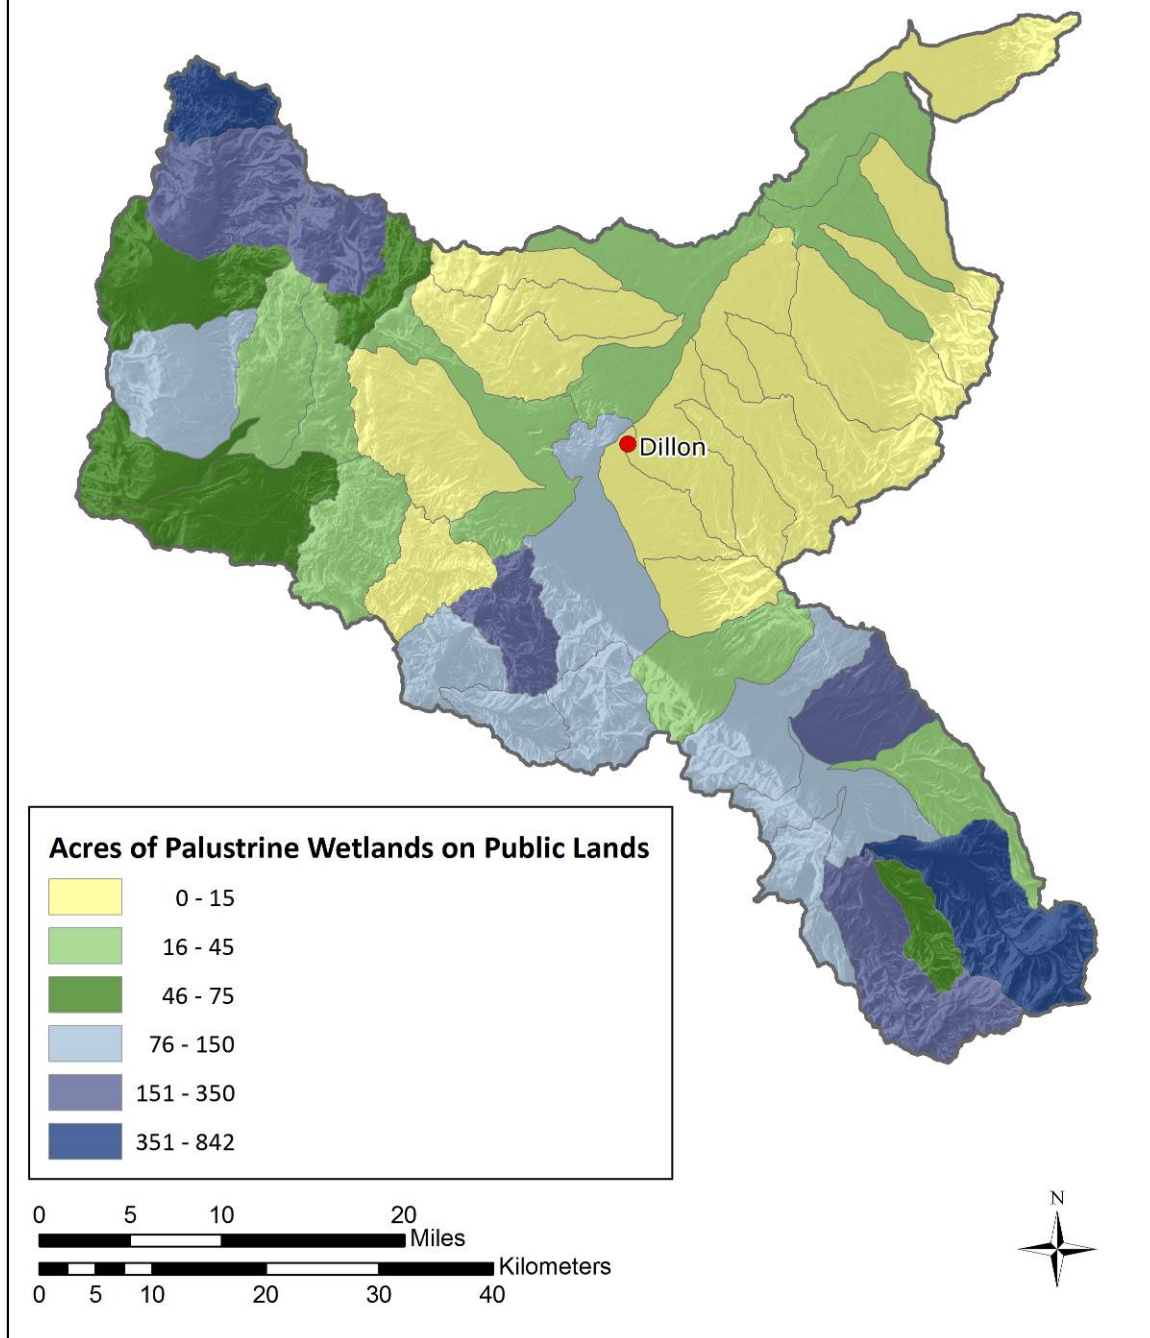 Dillon
Acres of Palustrine Wetlands on Public Lands
0 - 15
16 - 45
46 - 75
76 - 150
151 - 350
351 - 842
0 5 10 20
Miles
Kilometers
0 5 10 20 30 40
N